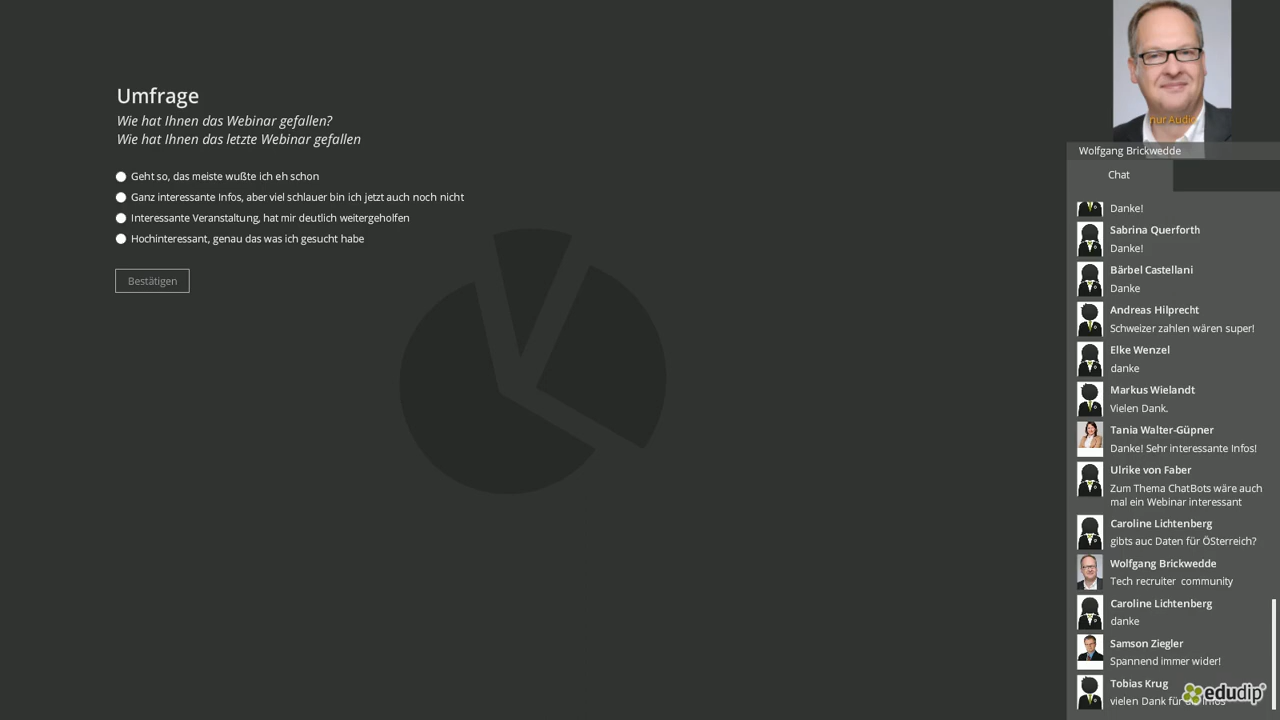 Umfrage
Wie hat Ihnen das Webinar gefallen?
Wie hat Ihnen das letzte Webinar gefallen
Geht so, das meiste wußte ich eh schon
Ganz interessante Infos, aber viel schlauer bin ich jetzt auch noch nicht
Interessante Veranstaltung, hat mir deutlich weitergeholfen
Hochinteressant, genau das was ich gesucht habe
Bestätigen
nur Audio
Wolfgang Brickwedde
Chat
Danke!
Sabrina Querforth
Danke!
Bärbel Castellani
Danke
Andreas Hilprecht
Schweizer zahlen wären super!
Elke Wenzel
danke
Markus Wielandt
Vielen Dank.
Tania Walter-Güpner
Danke! Sehr interessante Infos!
Ulrike von Faber
Zum Thema ChatBots wäre auch
mal ein Webinar interessant
Caroline Lichtenberg
gibts auc Daten für ÖSterreich?
Wolfgang Brickwedde
Tech recruiter community
Caroline Lichtenberg
danke
Samson Ziegler
Spannend immer wider!
Tobias Krug
vielen Dank für Infos
edudip